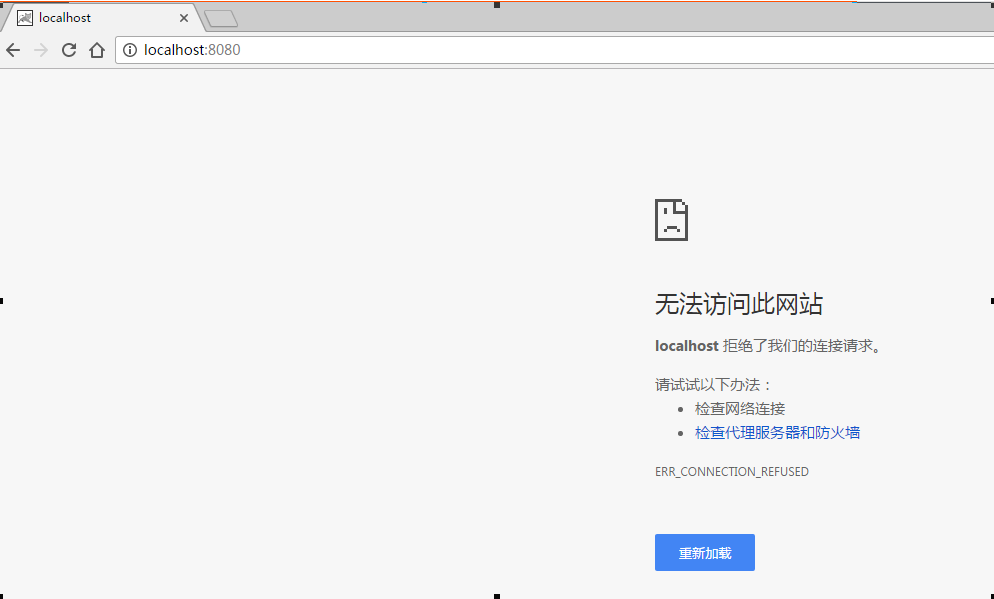 localhost
localhost:8080
无法访问此网站
localhost 拒绝了我们的连接请求。
请试试以下办法：
检查网络连接
检查代理服务器和防火墙
ERR_CONNECTION_REFUSED
重新加载